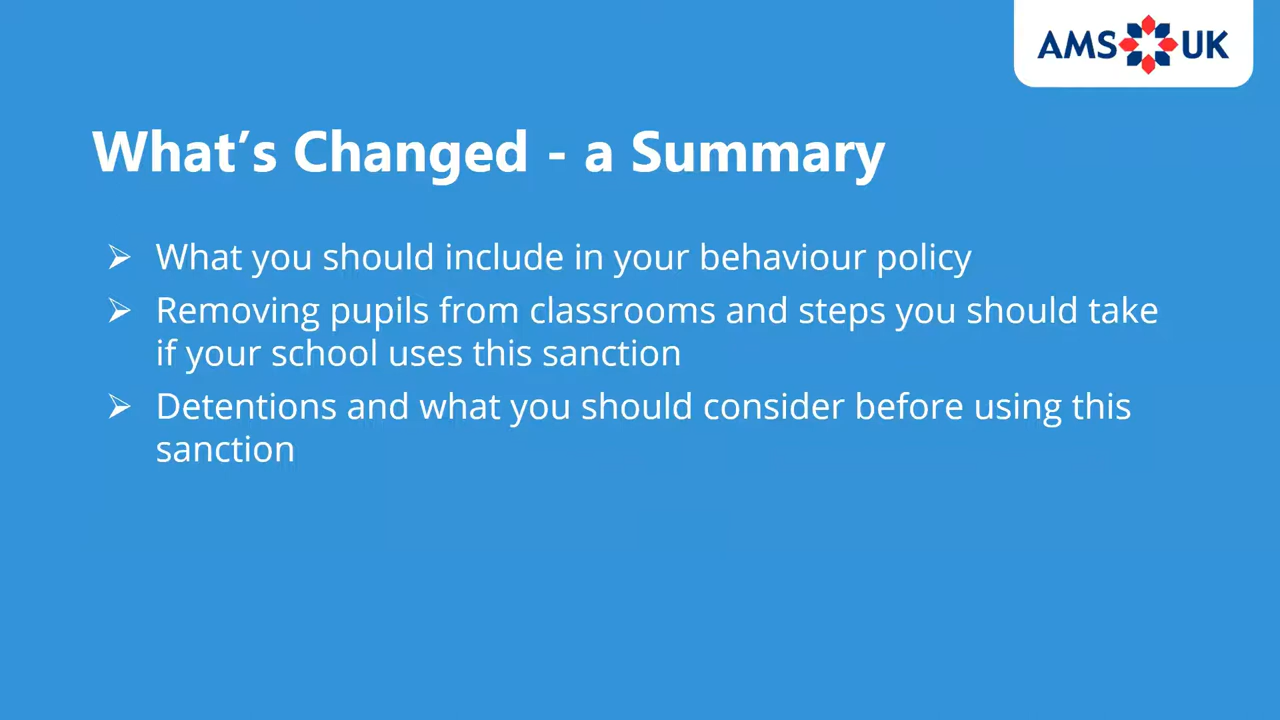 AMS UK
What’s Changed - a Summary
➢ What you should include in your behaviour policy
➢ Removing pupils from classrooms and steps you should take
if your school uses this sanction
➢ Detentions and what you should consider before using this
sanction